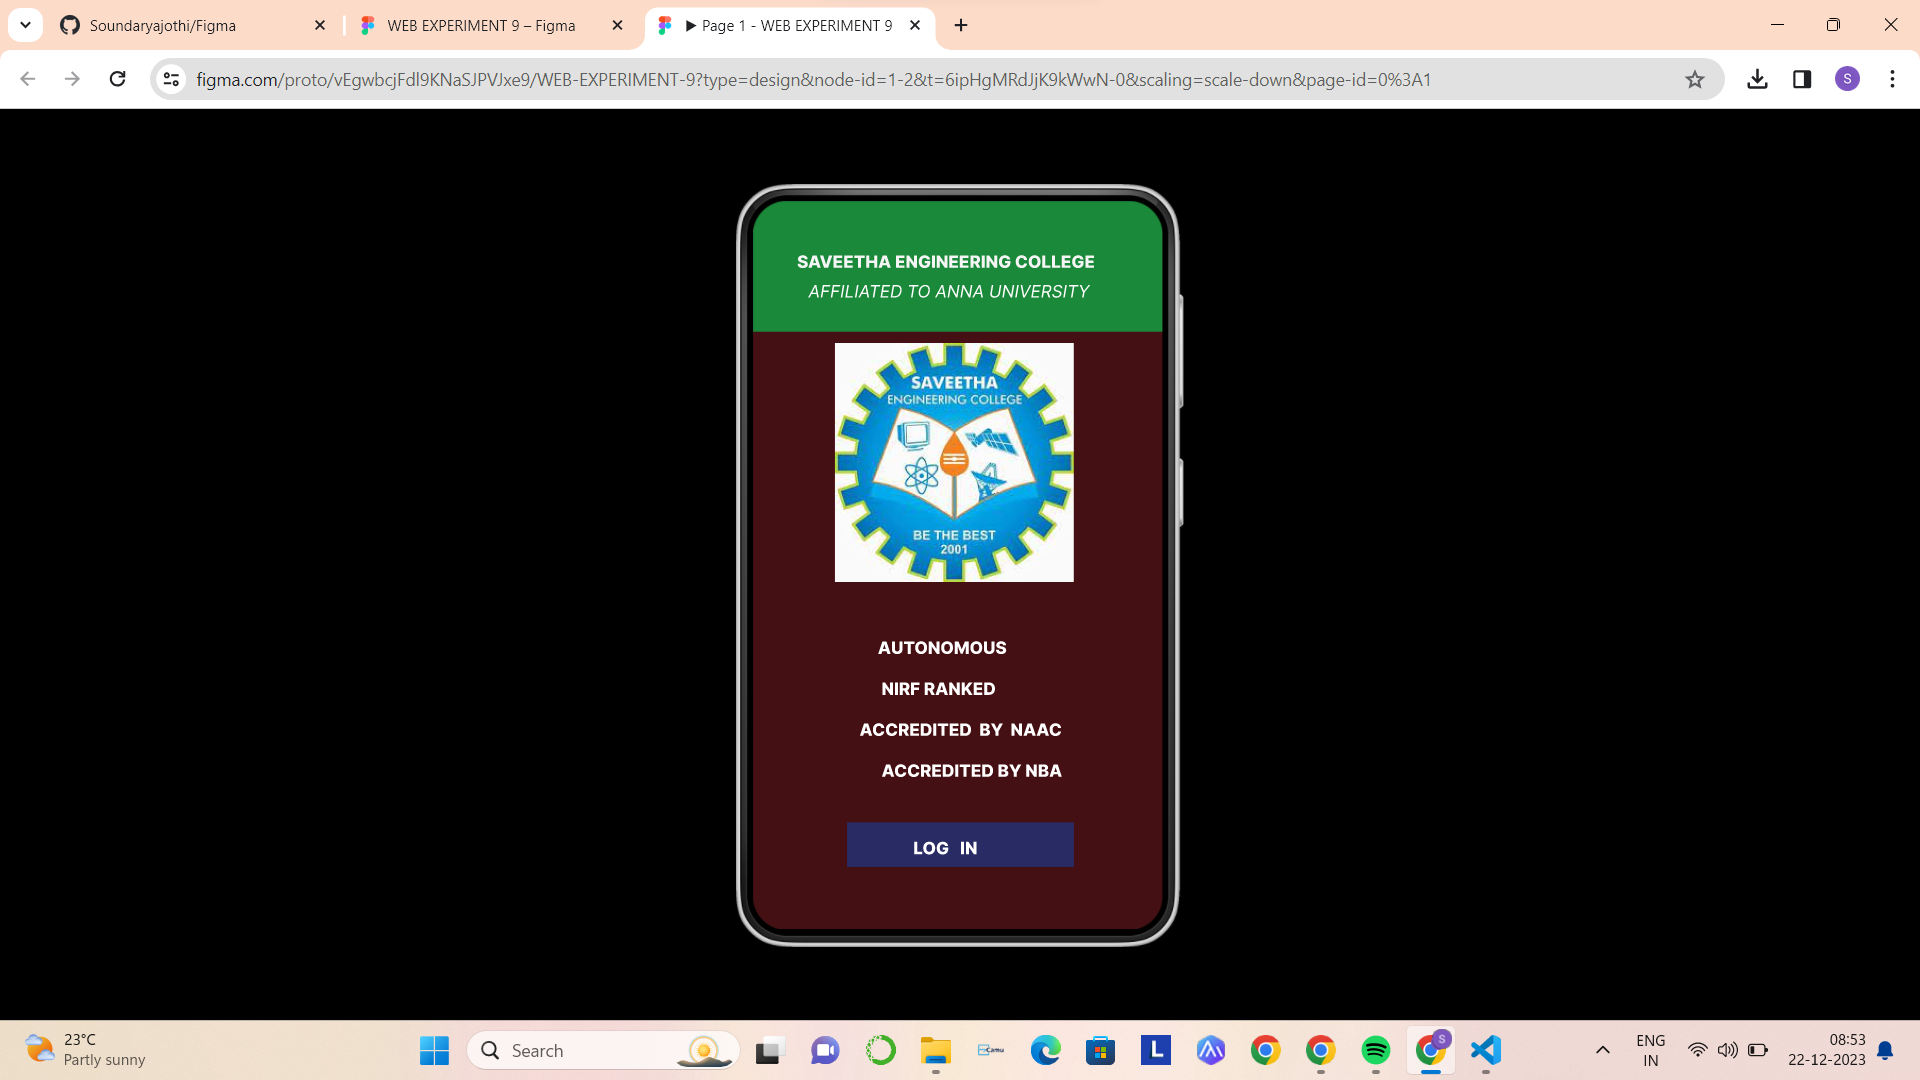 Soundaryajothi/Figma
WEB EXPERIMENT 9 – Figma
▶ Page 1 - WEB EXPERIMENT 9
figma.com/proto/vEgwbcjFdl9KNaSJPVJxe9/WEB-EXPERIMENT-9?type=design&node-id=1-2&t=6ipHgMRdJjK9kWwN-0&scaling=scale-down&page-id=0%3A1
S
SAVEETHA ENGINEERING COLLEGE
AFFILIATED TO ANNA UNIVERSITY
SAVEETHA
ENGINEERING COLLEGE
BE THE BEST
2001
AUTONOMOUS
NIRF RANKED
ACCREDITED BY NAAC
ACCREDITED BY NBA
LOG IN
23°C
Partly sunny
Search
L
S
ENG
IN
08:53
22-12-2023